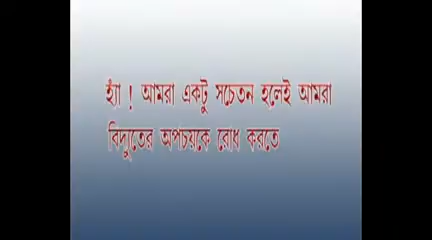 হ্যাঁ ! আমরা একটু সচেতন হলেই আমরা
বিদ্যুতের অপচয়কে রোধ করতে